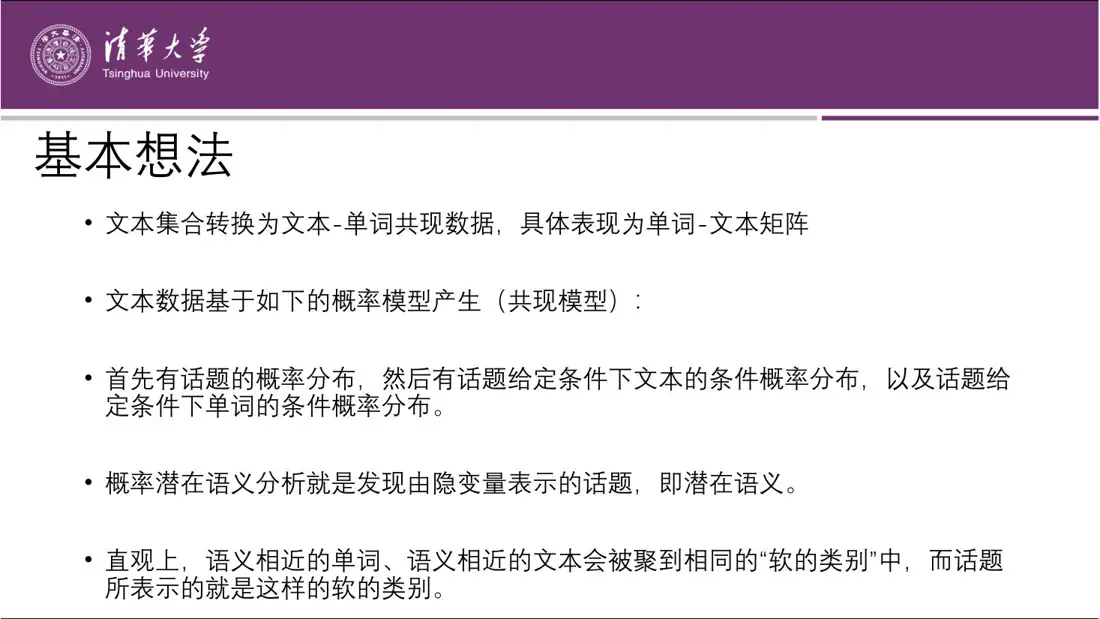 清华大学
Tsinghua University
基本想法
• 文本集合转换为文本-单词共现数据，具体表现为单词-文本矩阵
• 文本数据基于如下的概率模型产生（共现模型）：
• 首先有话题的概率分布，然后有话题给定条件下文本的条件概率分布，以及话题给
定条件下单词的条件概率分布。
• 概率潜在语义分析就是发现由隐变量表示的话题，即潜在语义。
• 直观上，语义相近的单词、语义相近的文本会被聚到相同的“软的类别”中，而话题
所表示的就是这样的软的类别。